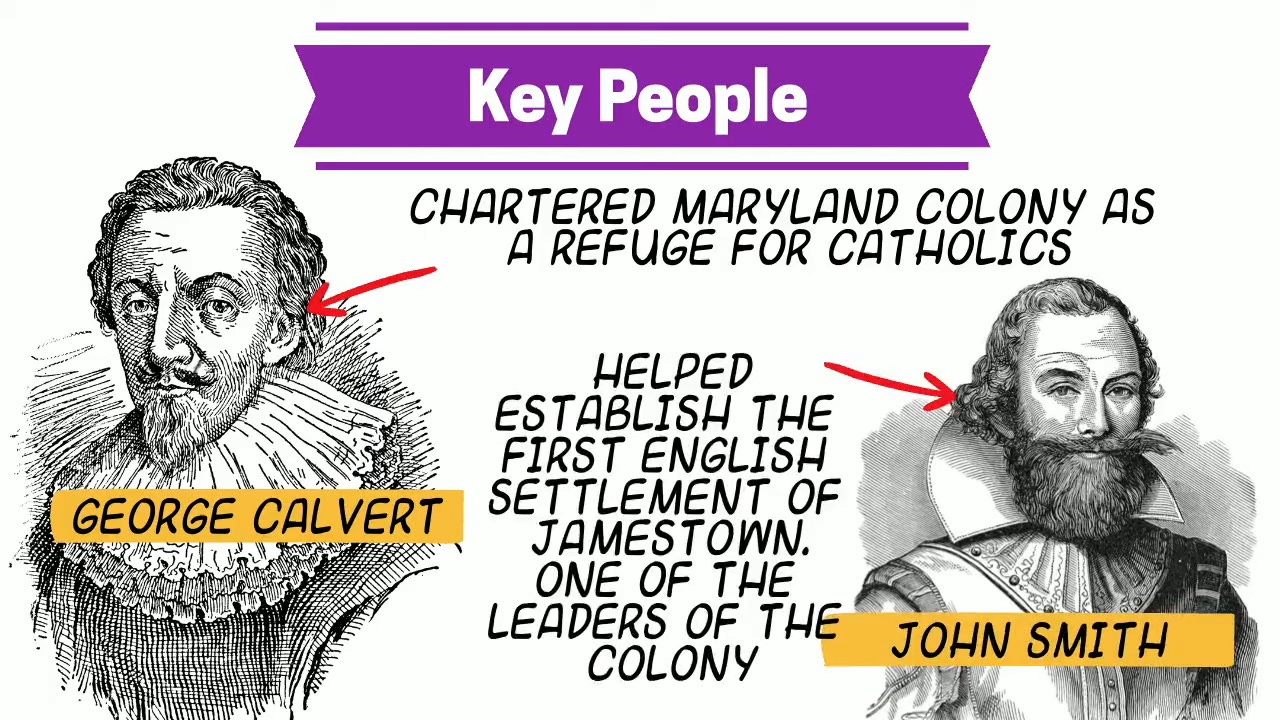 Key People
CHARTERED MARYLAND COLONY AS
A REFUGE FOR CATHOLICS
GEORGE CALVERT
HELPED
ESTABLISH THE
FIRST ENGLISH
SETTLEMENT OF
JAMESTOWN.
ONE OF THE
LEADERS OF THE
COLONY
JOHN SMITH